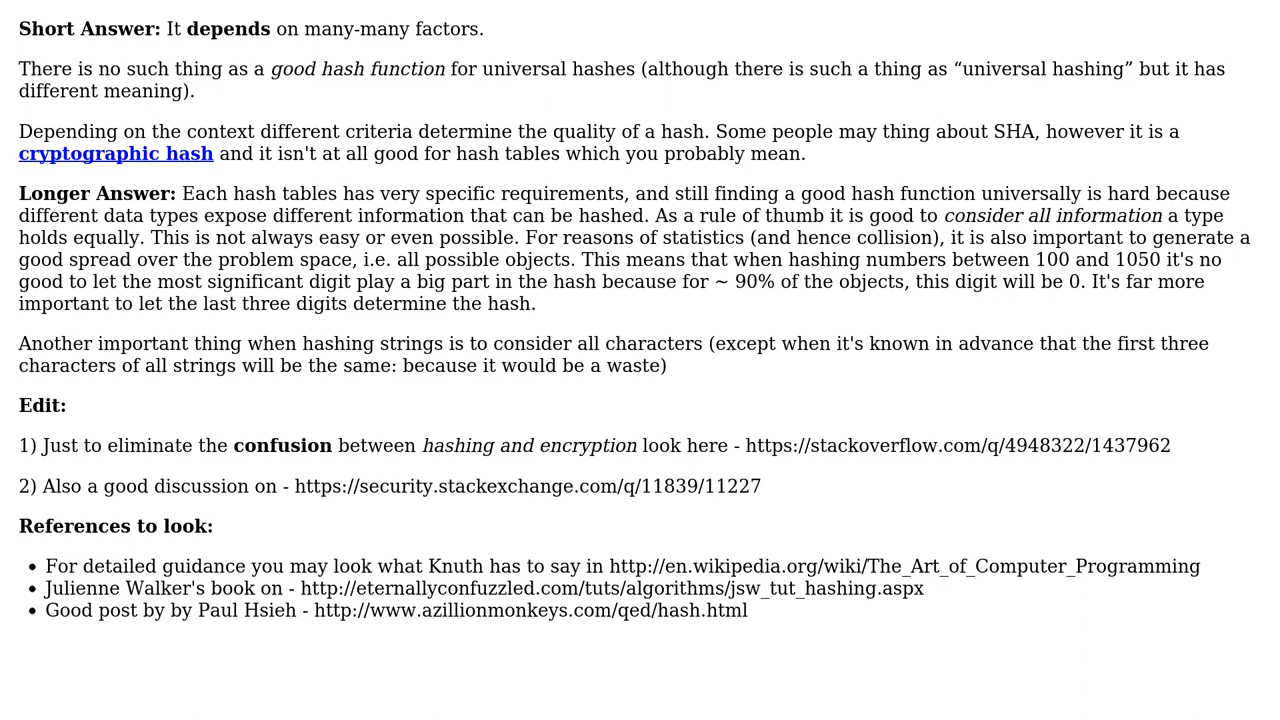 Short Answer: It depends on many-many factors.
There is no such thing as a good hash function for universal hashes (although there is such a thing as “universal hashing” but it has
different meaning).
Depending on the context different criteria determine the quality of a hash. Some people may thing about SHA, however it is a
cryptographic hash and it isn't at all good for hash tables which you probably mean.
Longer Answer: Each hash tables has very specific requirements, and still finding a good hash function universally is hard because
different data types expose different information that can be hashed. As a rule of thumb it is good to consider all information a type
holds equally. This is not always easy or even possible. For reasons of statistics (and hence collision), it is also important to generate a
good spread over the problem space, i.e. all possible objects. This means that when hashing numbers between 100 and 1050 it's no
good to let the most significant digit play a big part in the hash because for ~ 90% of the objects, this digit will be 0. It's far more
important to let the last three digits determine the hash.
Another important thing when hashing strings is to consider all characters (except when it's known in advance that the first three
characters of all strings will be the same: because it would be a waste)
Edit:
1) Just to eliminate the confusion between hashing and encryption look here - https://stackoverflow.com/q/4948322/1437962
2) Also a good discussion on - https://security.stackexchange.com/q/11839/11227
References to look:
• For detailed guidance you may look what Knuth has to say in http://en.wikipedia.org/wiki/The_Art_of_Computer_Programming
• Julienne Walker's book on - http://eternallyconfuzzled.com/tuts/algorithms/jsw_tut_hashing.aspx
• Good post by by Paul Hsieh - http://www.azillionmonkeys.com/qed/hash.html